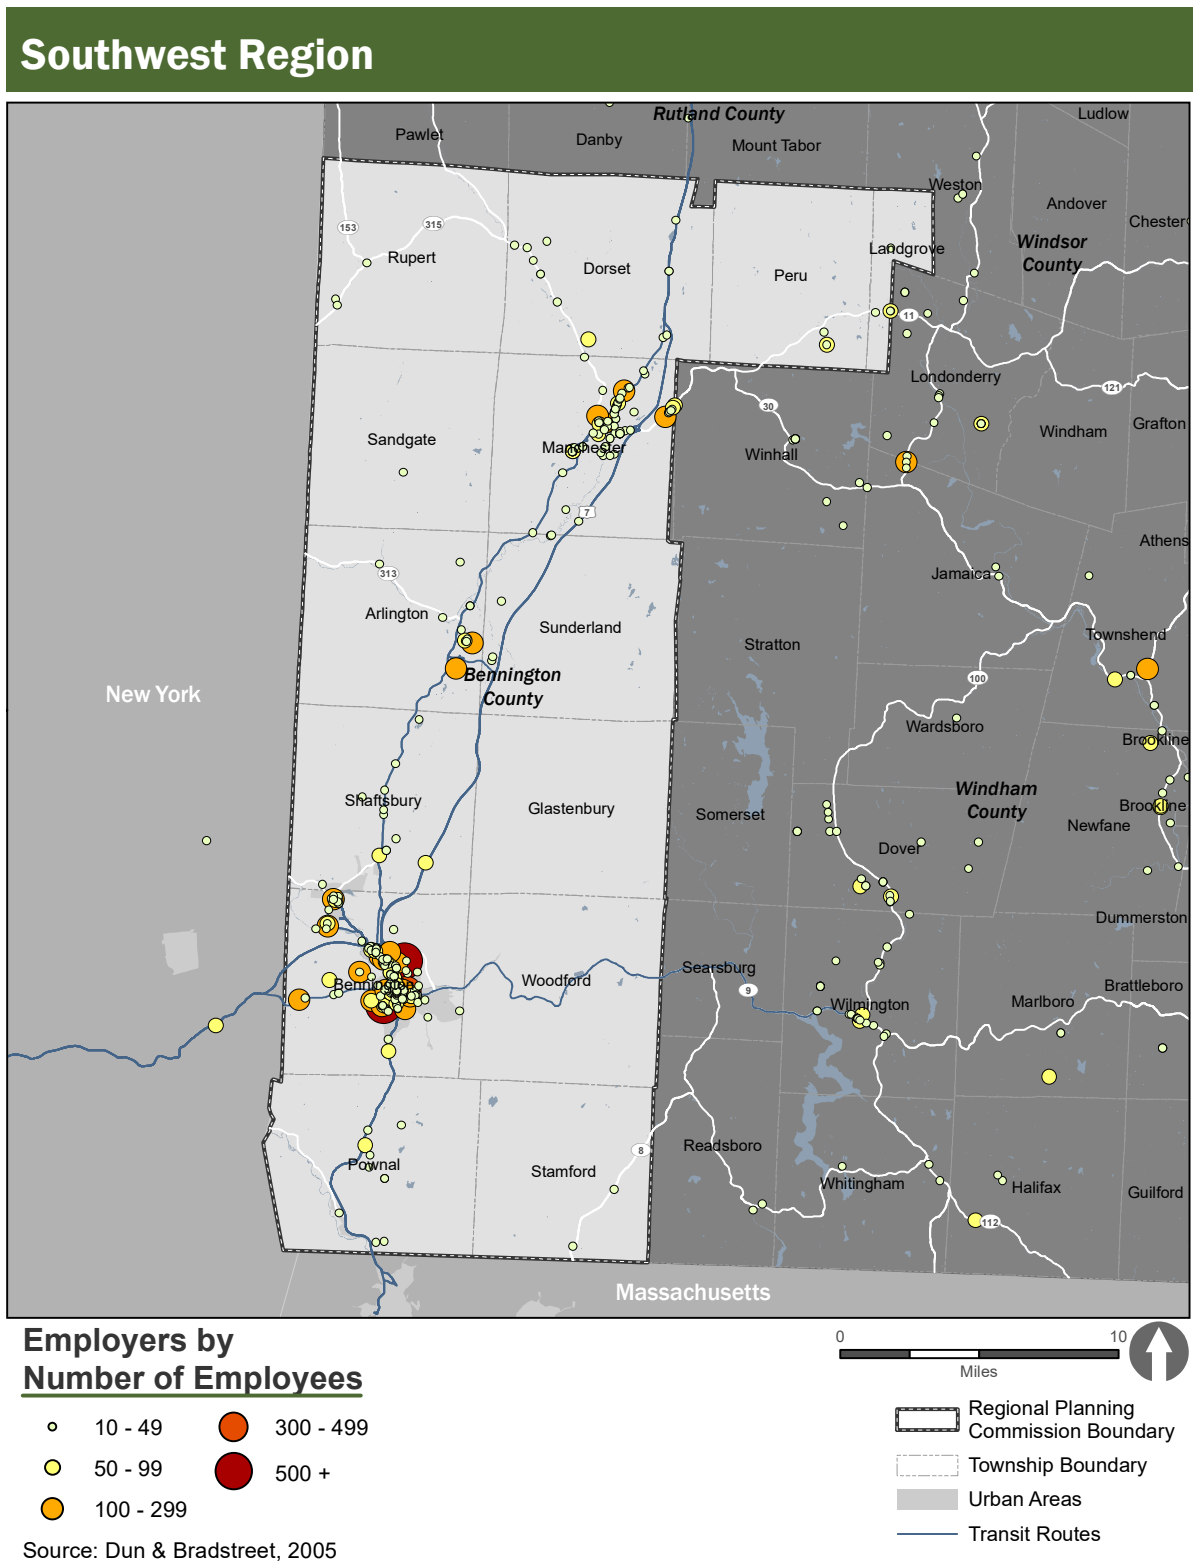 Southwest Region
Rutland County
Ludlow
Pawlet
Danby
Mount Tabor
Weston
Andover
Chester
153
315
Windsor
County
Landgrove
Rupert
Dorset
Peru
11
Londonderry
121
30
Grafton
Windham
Sandgate
Manchester
Winhall
7
Athens
313
Jamaica
Arlington
Sunderland
Townshend
Stratton
Bennington
County
100
New York
Wardsboro
Brookline
Windham
County
Shaftsbury
Glastenbury
Somerset
Brookline
Newfane
Dover
Dummerston
Searsburg
Woodford
Bennington
9
Wilmington
Marlboro
Brattleboro
Readsboro
8
Pownal
Stamford
Whitingham
Halifax
Guilford
112
Massachusetts
Employers by
Number of Employees
10 - 49
50 - 99
100 - 299
300 - 499
500 +
Source: Dun & Bradstreet, 2005
0
10
Miles
Regional Planning
Commission Boundary
Township Boundary
Urban Areas
Transit Routes